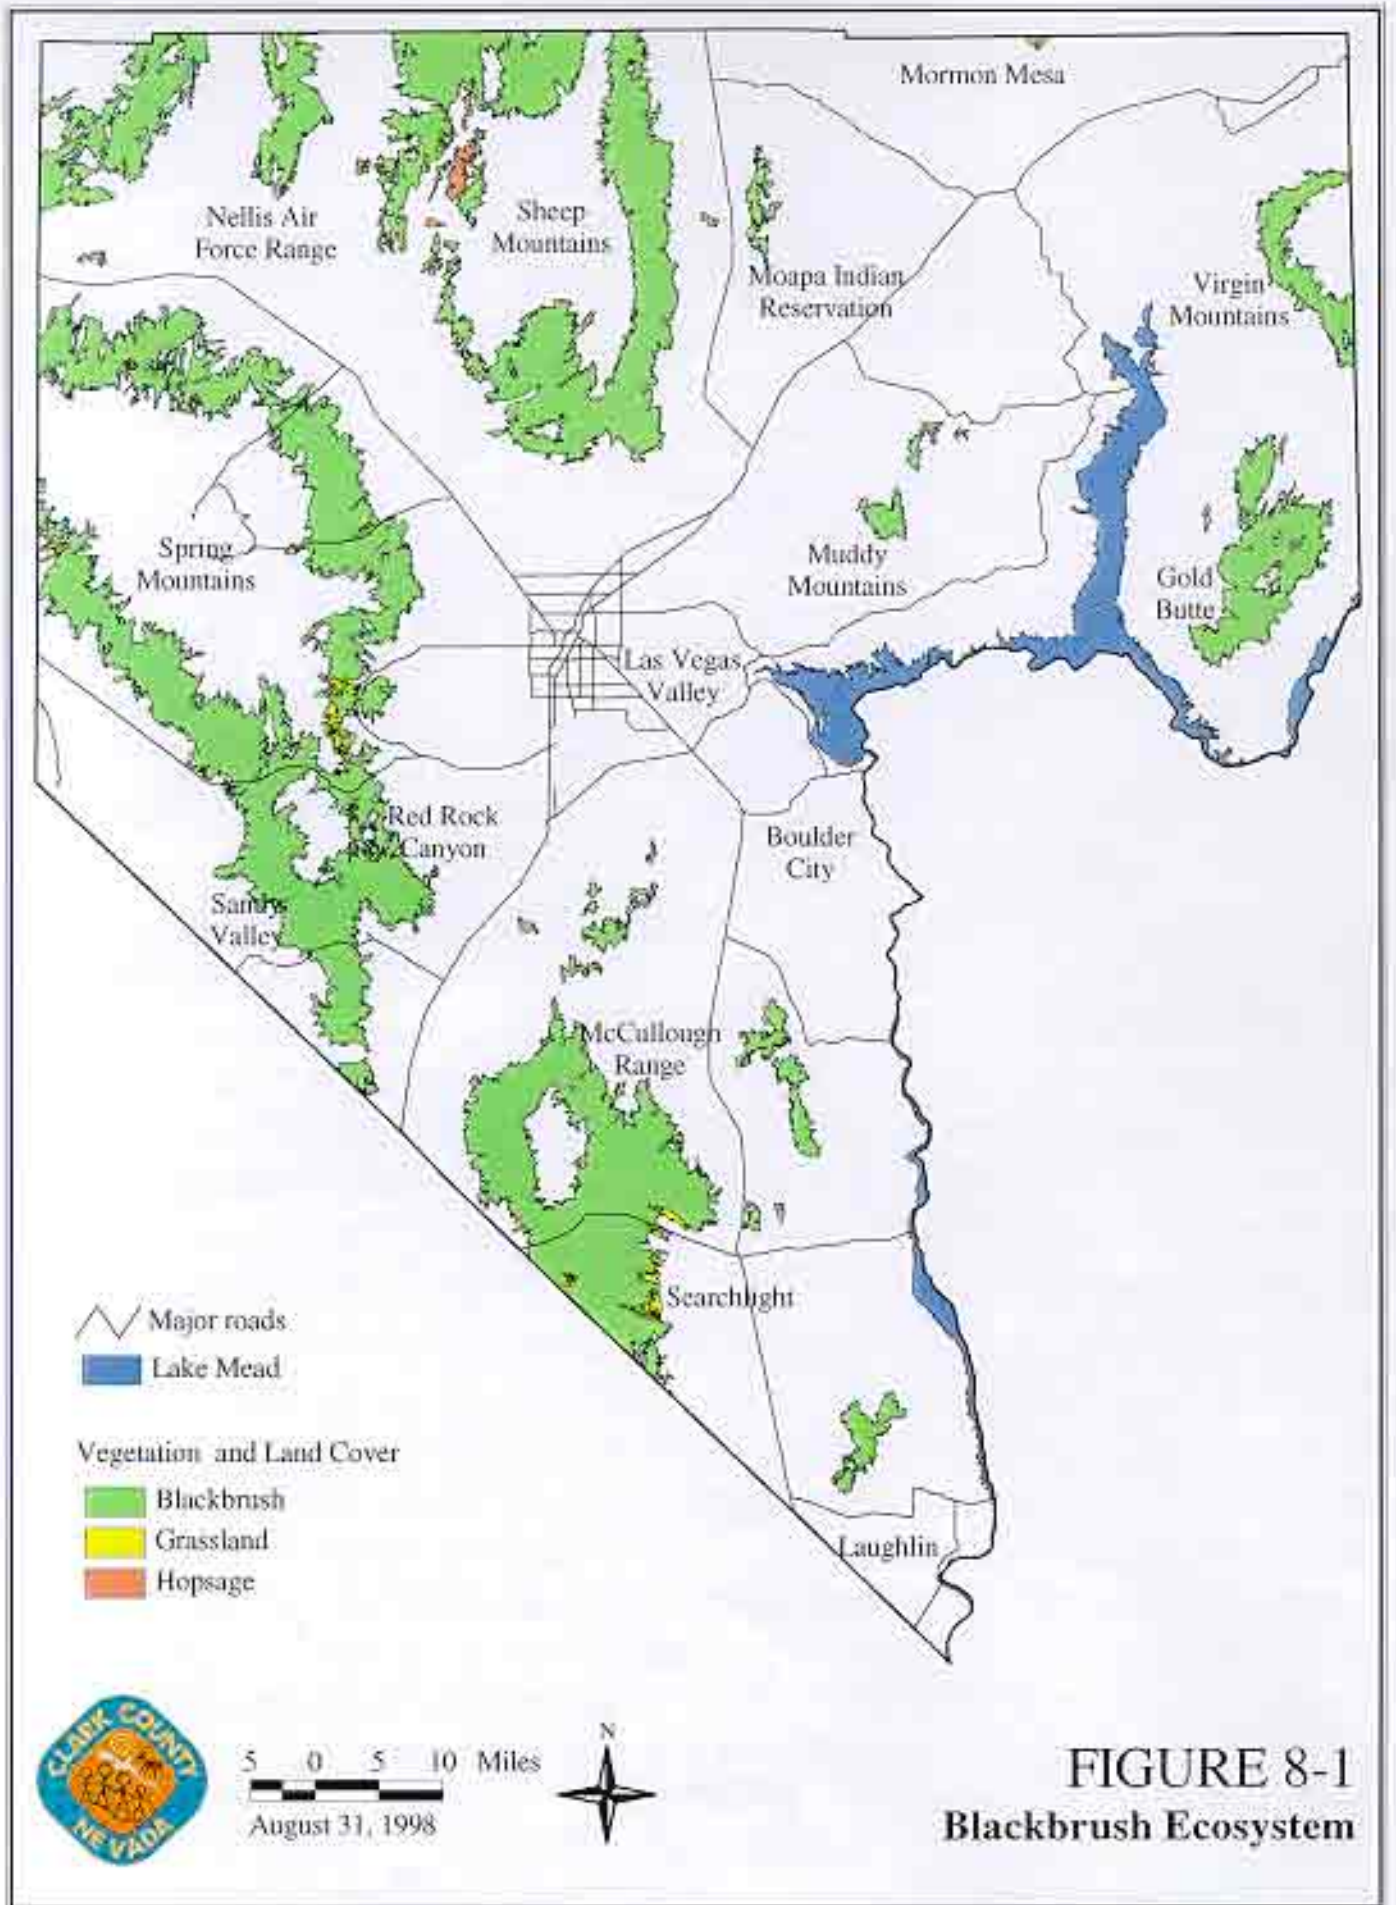 Mormon Mesa
Nellis Air
Force Range
Sheep
Mountains
Moapa Indian
Reservation
Virgin
Mountains
Spring
Mountains
Muddy
Mountains
Gold
Butte
Las Vegas
Valley
Red Rock
Canyon
Boulder
City
Sandy
Valley
McCullough
Range
Searchlight
Laughlin
Major roads
Lake Mead
Vegetation and Land Cover
Blackbrush
Grassland
Hopsage
CLARK COUNTY
NEVADA
5 0 5 10 Miles
August 31, 1998
N
FIGURE 8-1
Blackbrush Ecosystem